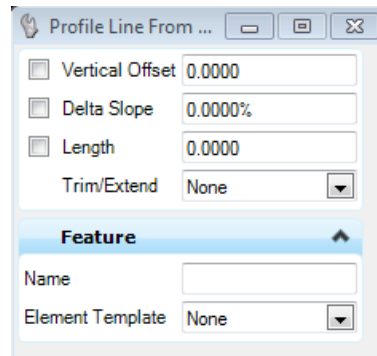 Profile Line From ...
Vertical Offset 0.0000
Delta Slope 0.0000%
Length 0.0000
Trim/Extend None
Feature
Name
Element Template None